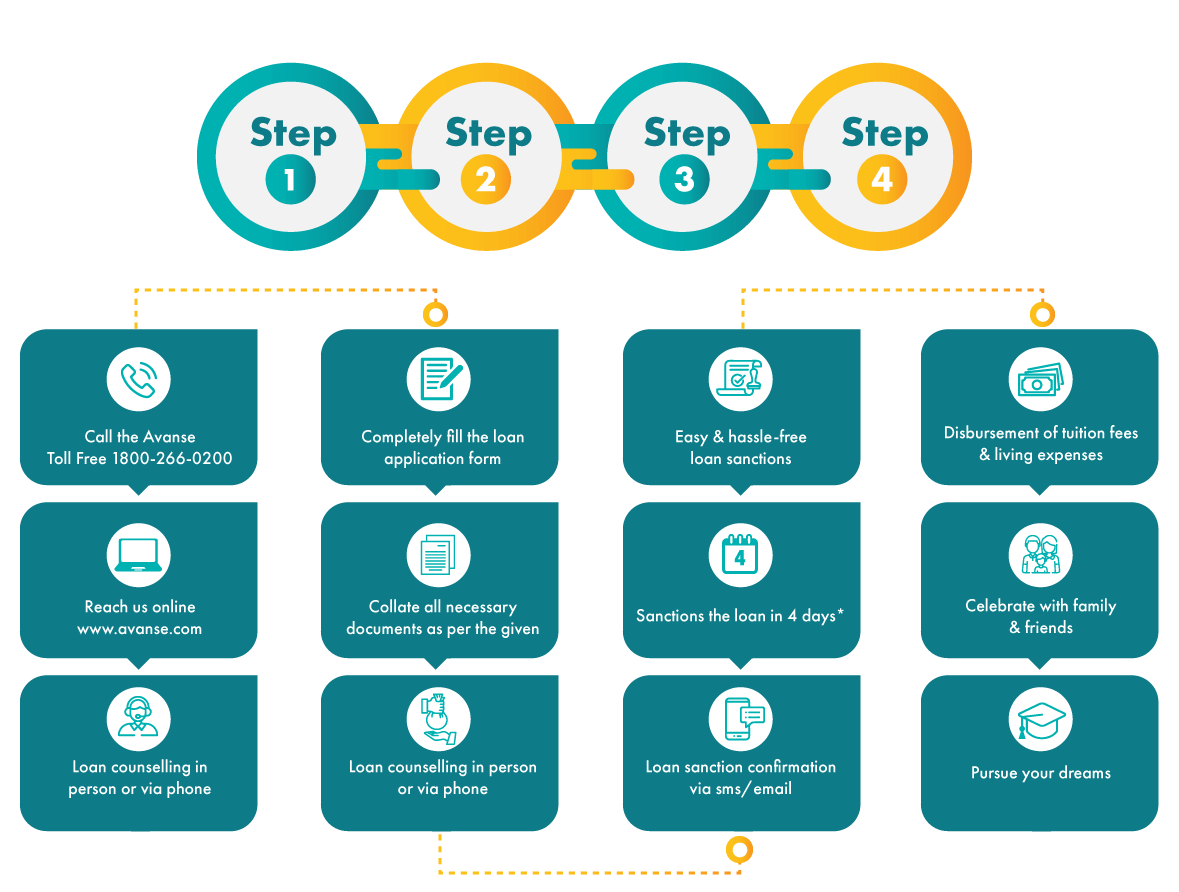 Step
1
Step
2
Step
3
Step
4
Call the Avanse
Toll Free 1800-266-0200
Reach us online
www.avanse.com
Loan counselling in
person or via phone
Completely fill the loan
application form
Collate all necessary
documents as per the given
Loan counselling in person
or via phone
Easy & hassle-free
loan sanctions
4
Sanctions the loan in 4 days*
Loan sanction confirmation
via sms/email
Disbursement of tuition fees
& living expenses
Celebrate with family
& friends
Pursue your dreams